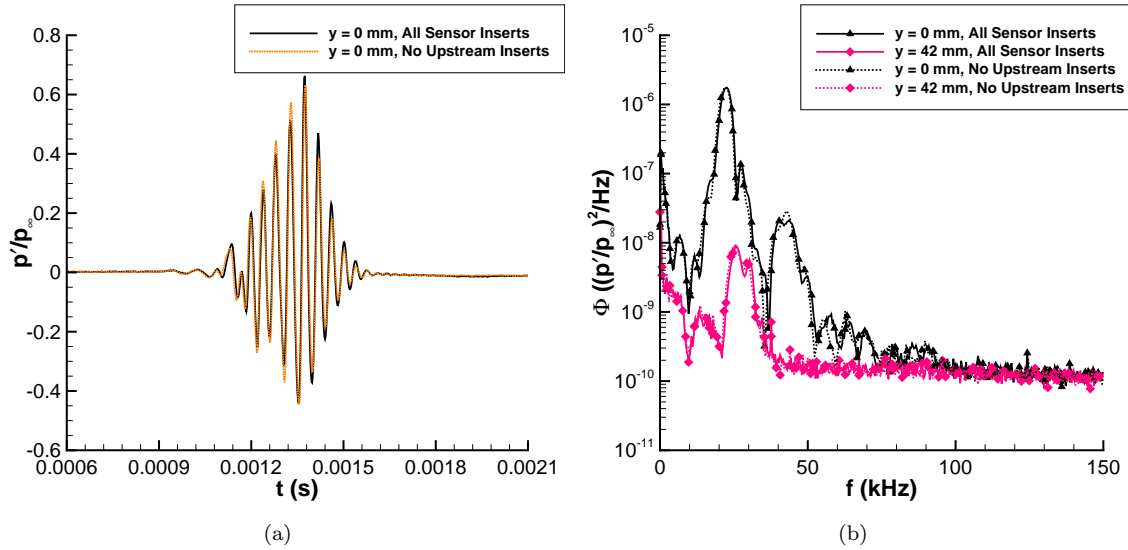 y = 0 mm, All Sensor Inserts
y = 0 mm, No Upstream Inserts
0.8
0.6
0.4
0.2
0
-0.2
-0.4
-0.6
p′/p∞
0.0006 0.0009 0.0012 0.0015 0.0018 0.0021
t (s)
(a)
y = 0 mm, All Sensor Inserts
y = 42 mm, All Sensor Inserts
y = 0 mm, No Upstream Inserts
y = 42 mm, No Upstream Inserts
10⁻⁵
10⁻⁶
10⁻⁷
10⁻⁸
10⁻⁹
10⁻¹⁰
10⁻¹¹
Φ ((p′/p∞)²/Hz)
0 50 100 150
f (kHz)
(b)